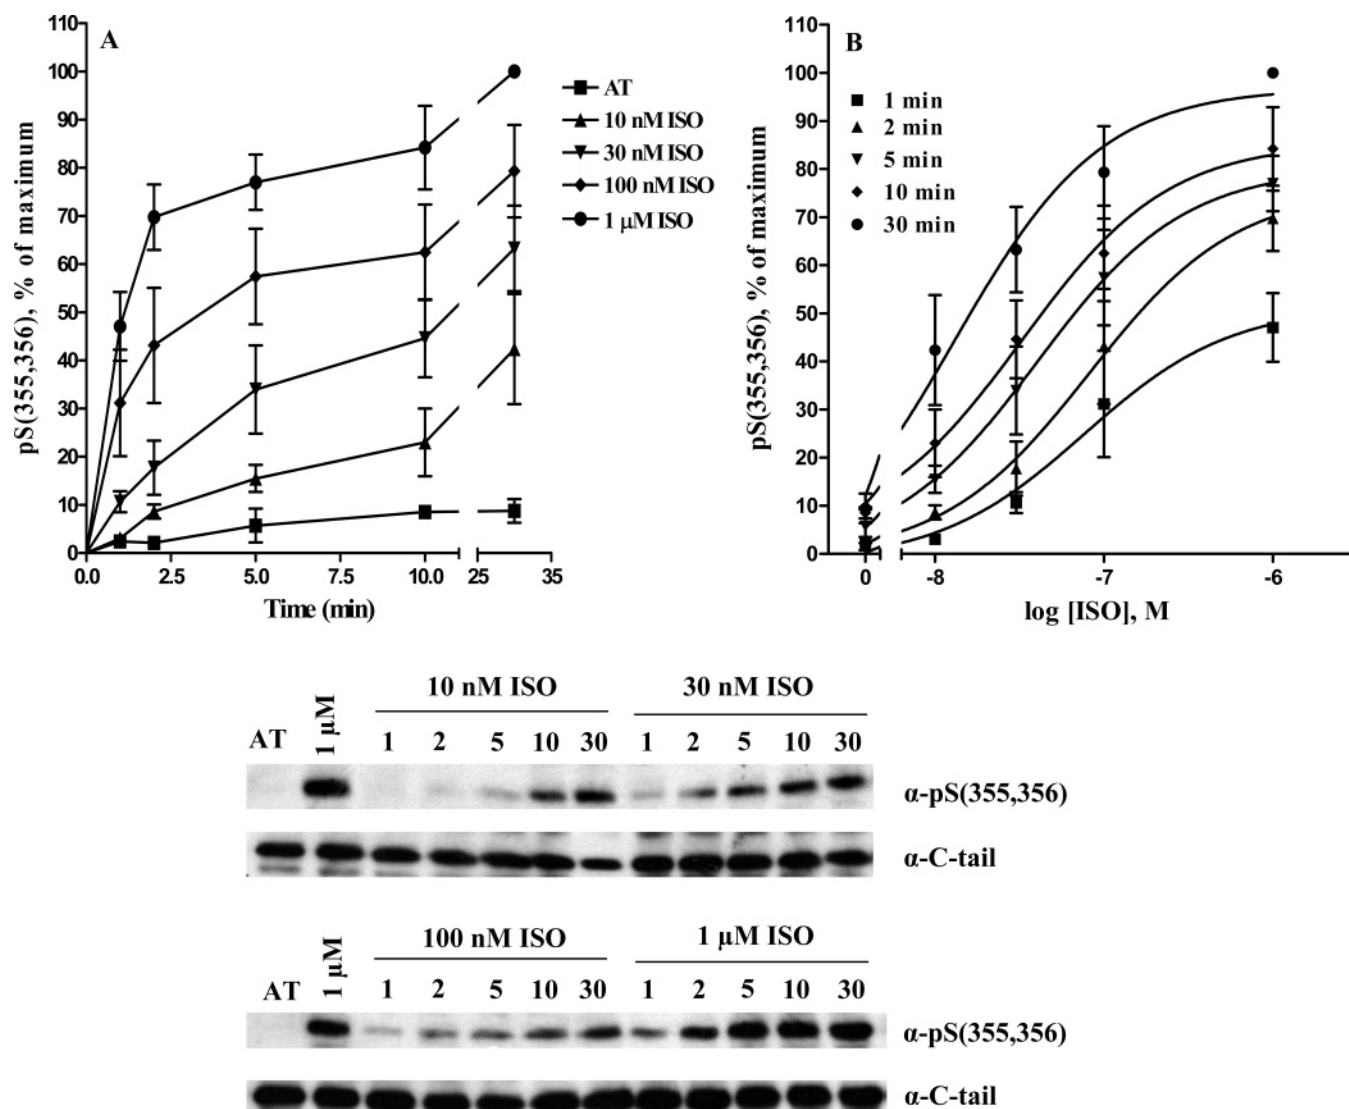 A
pS(355,356), % of maximum
110
100
90
80
70
60
50
40
30
20
10
0
0.0 2.5 5.0 7.5 10.0 25 35
Time (min)
AT
10 nM ISO
30 nM ISO
100 nM ISO
1 μM ISO
B
pS(355,356), % of maximum
110
100
90
80
70
60
50
40
30
20
10
0
0 -8 -7 -6
log [ISO], M
1 min
2 min
5 min
10 min
30 min
10 nM ISO 30 nM ISO
AT 1 μM 1 2 5 10 30 1 2 5 10 30
α-pS(355,356)
α-C-tail
100 nM ISO 1 μM ISO
AT 1 μM 1 2 5 10 30 1 2 5 10 30
α-pS(355,356)
α-C-tail